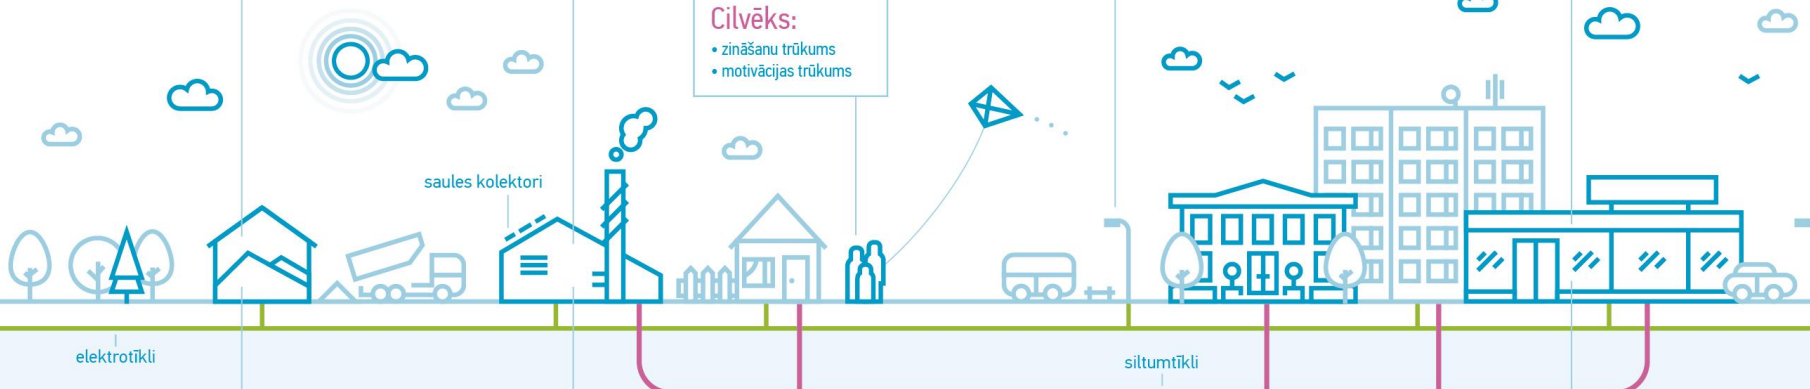 Cilvēks:
• zināšanu trūkums
• motivācijas trūkums
saules kolektori
elektrotīkli
siltumtīkli